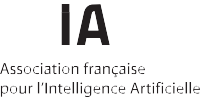 IA
Association française
pour l'Intelligence Artificielle